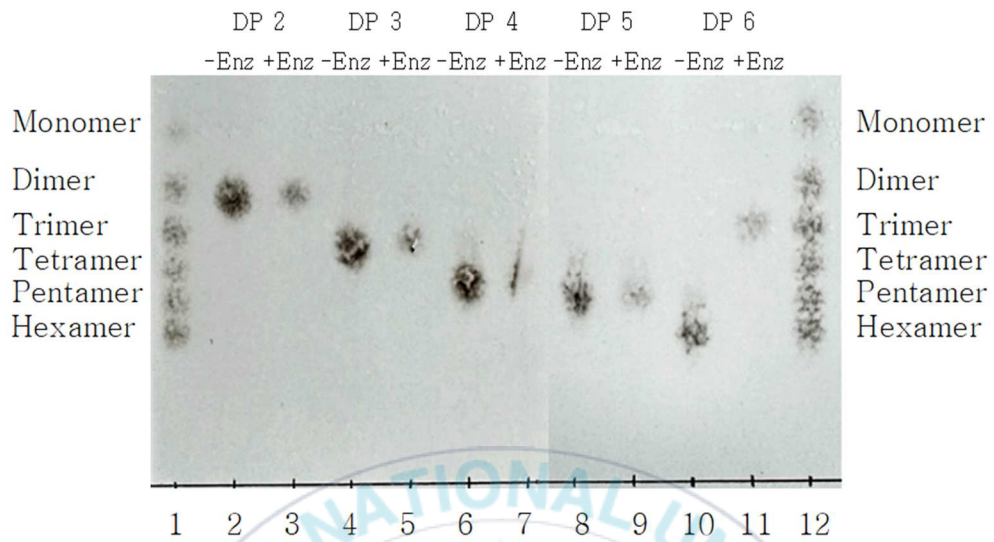 DP 2 DP 3 DP 4 DP 5 DP 6
-Enz +Enz -Enz +Enz -Enz +Enz -Enz +Enz -Enz +Enz
Monomer Monomer
Dimer Dimer
Trimer Trimer
Tetramer Tetramer
Pentamer Pentamer
Hexamer Hexamer
NATIONAL UN
1 2 3 4 5 6 7 8 9 10 11 12